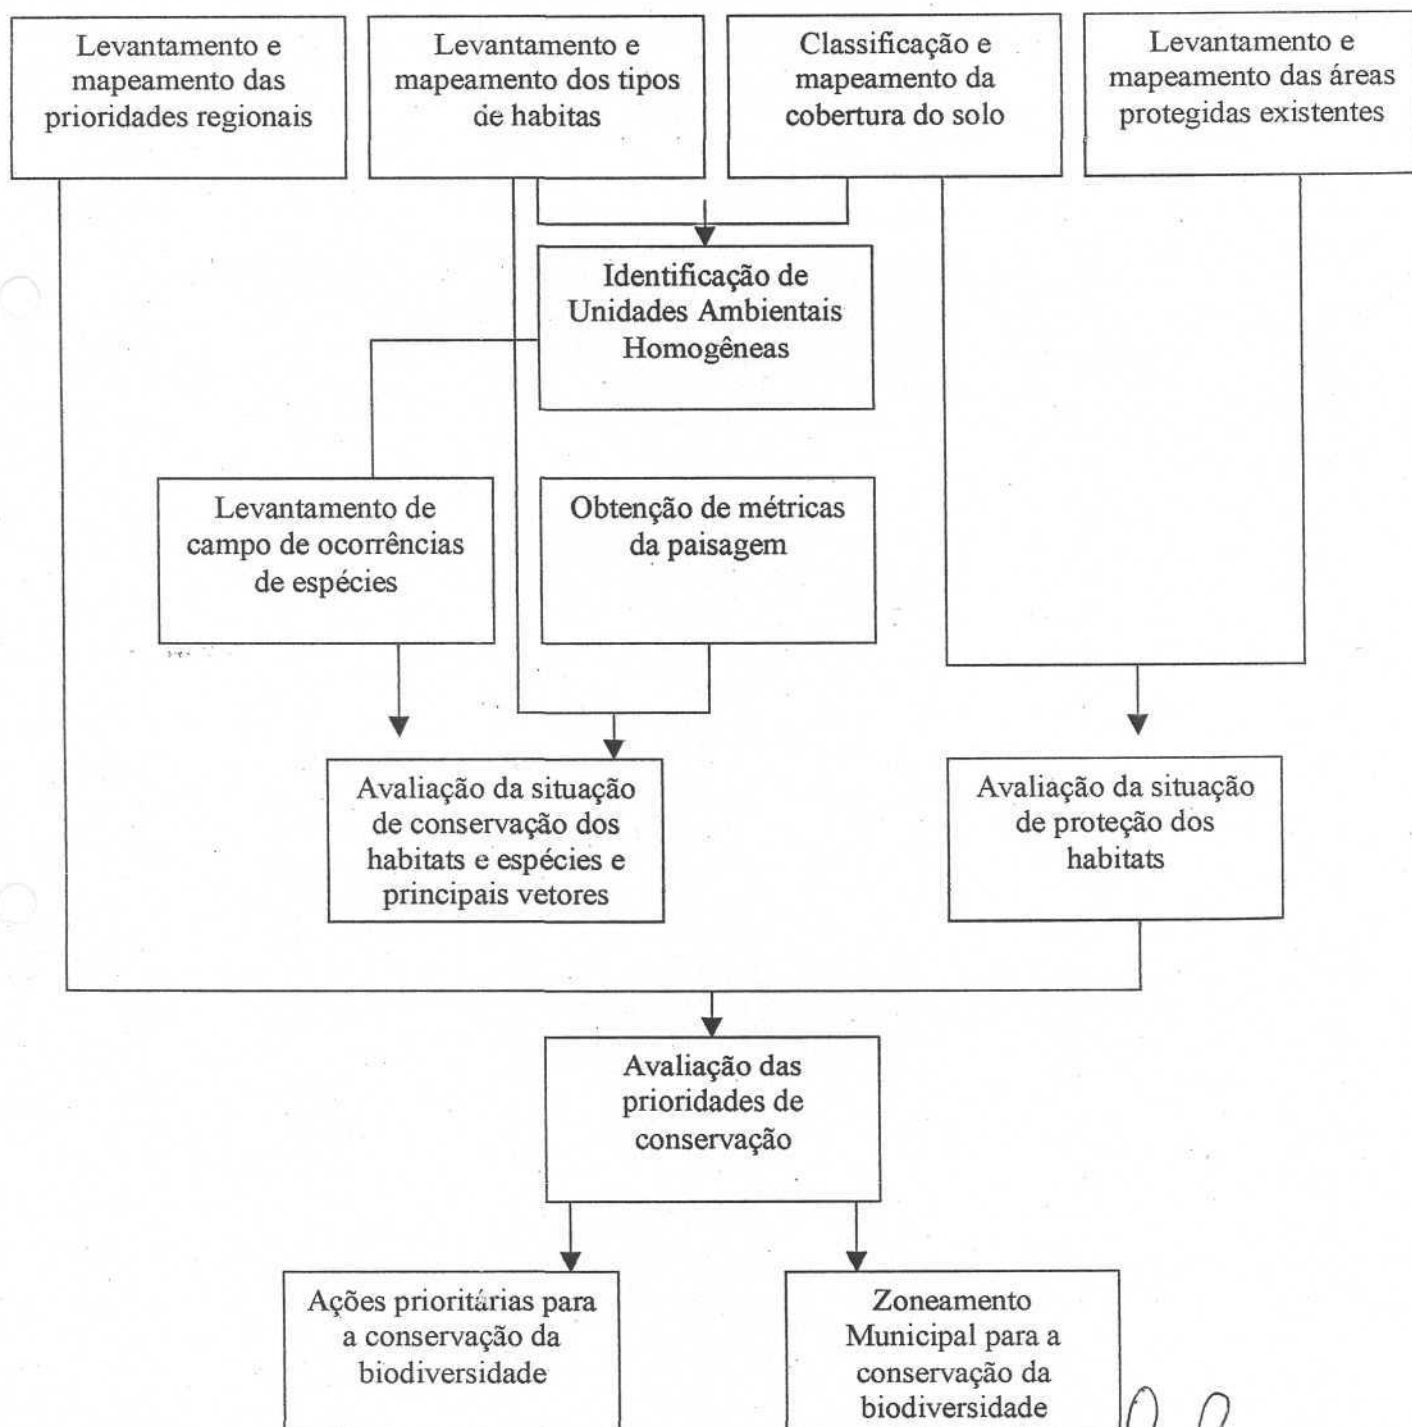 Levantamento e
mapeamento das
prioridades regionais
Levantamento e
mapeamento dos tipos
de habitas
Classificação e
mapeamento da
cobertura do solo
Levantamento e
mapeamento das áreas
protegidas existentes
Identificação de
Unidades Ambientais
Homogêneas
Levantamento de
campo de ocorrências
de espécies
Obtenção de métricas
da paisagem
Avaliação da situação
de conservação dos
habitats e espécies e
principais vetores
Avaliação da situação
de proteção dos
habitats
Avaliação das
prioridades de
conservação
Ações prioritárias para
a conservação da
biodiversidade
Zoneamento
Municipal para a
conservação da
biodiversidade